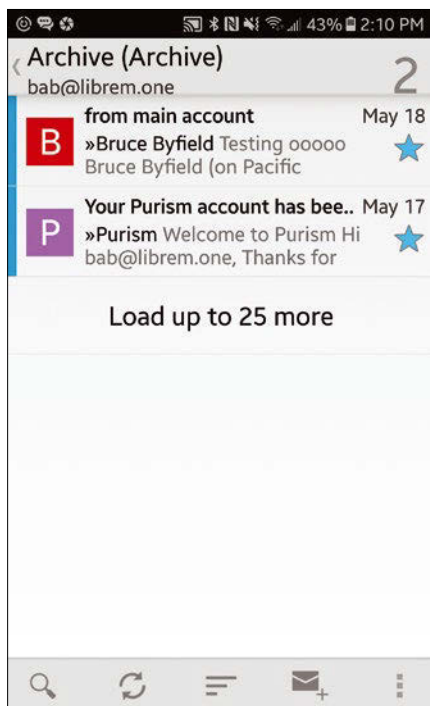 43% 2:10 PM
Archive (Archive)
bab@librem.one
2
from main account May 18
B
»Bruce Byfield Testing ooooo
Bruce Byfield (on Pacific
Your Purism account has bee.. May 17
P
»Purism Welcome to Purism Hi
bab@librem.one, Thanks for
Load up to 25 more